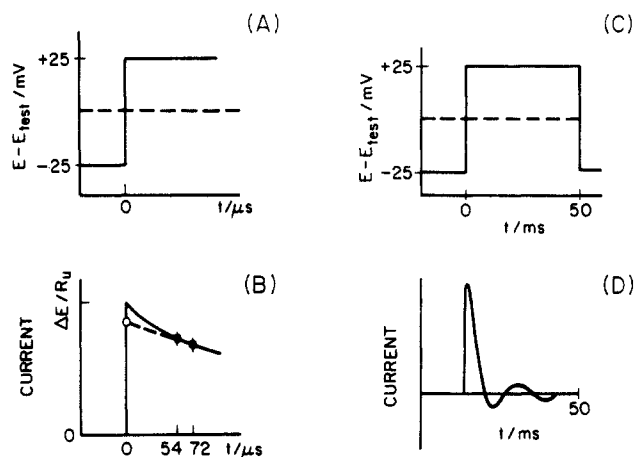 (A)
E – E_test / mV
+25
−25
0
t/μs
(C)
E – E_test / mV
+25
−25
0
50
t/ms
(B)
CURRENT
ΔE/R_u
0
0
54
72
t/μs
(D)
CURRENT
50
t/ms